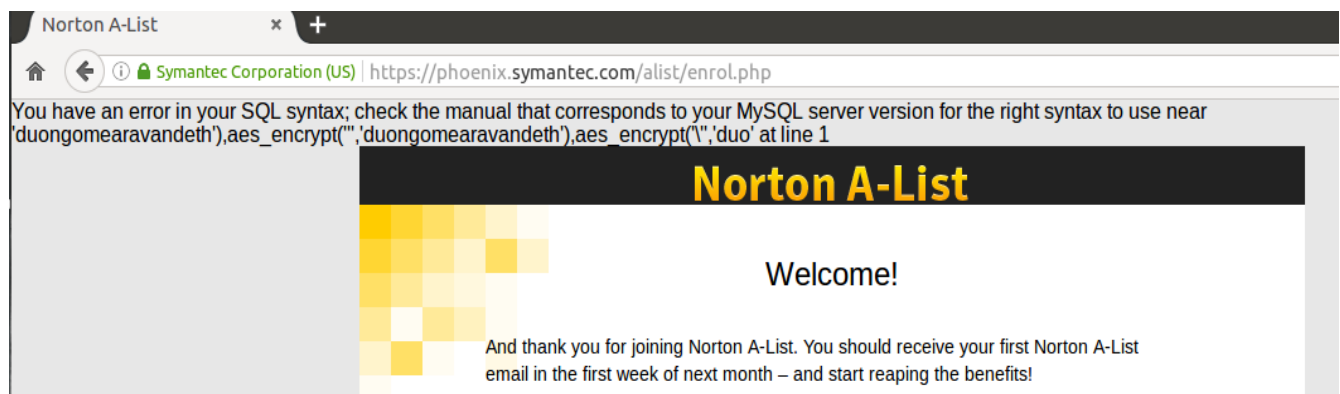 Norton A-List × +
Symantec Corporation (US) https://phoenix.symantec.com/alist/enrol.php
You have an error in your SQL syntax; check the manual that corresponds to your MySQL server version for the right syntax to use near
'duongomearavandeth'),aes_encrypt('"','duongomearavandeth'),aes_encrypt('\'','duo' at line 1
Norton A-List
Welcome!
And thank you for joining Norton A-List. You should receive your first Norton A-List
email in the first week of next month – and start reaping the benefits!